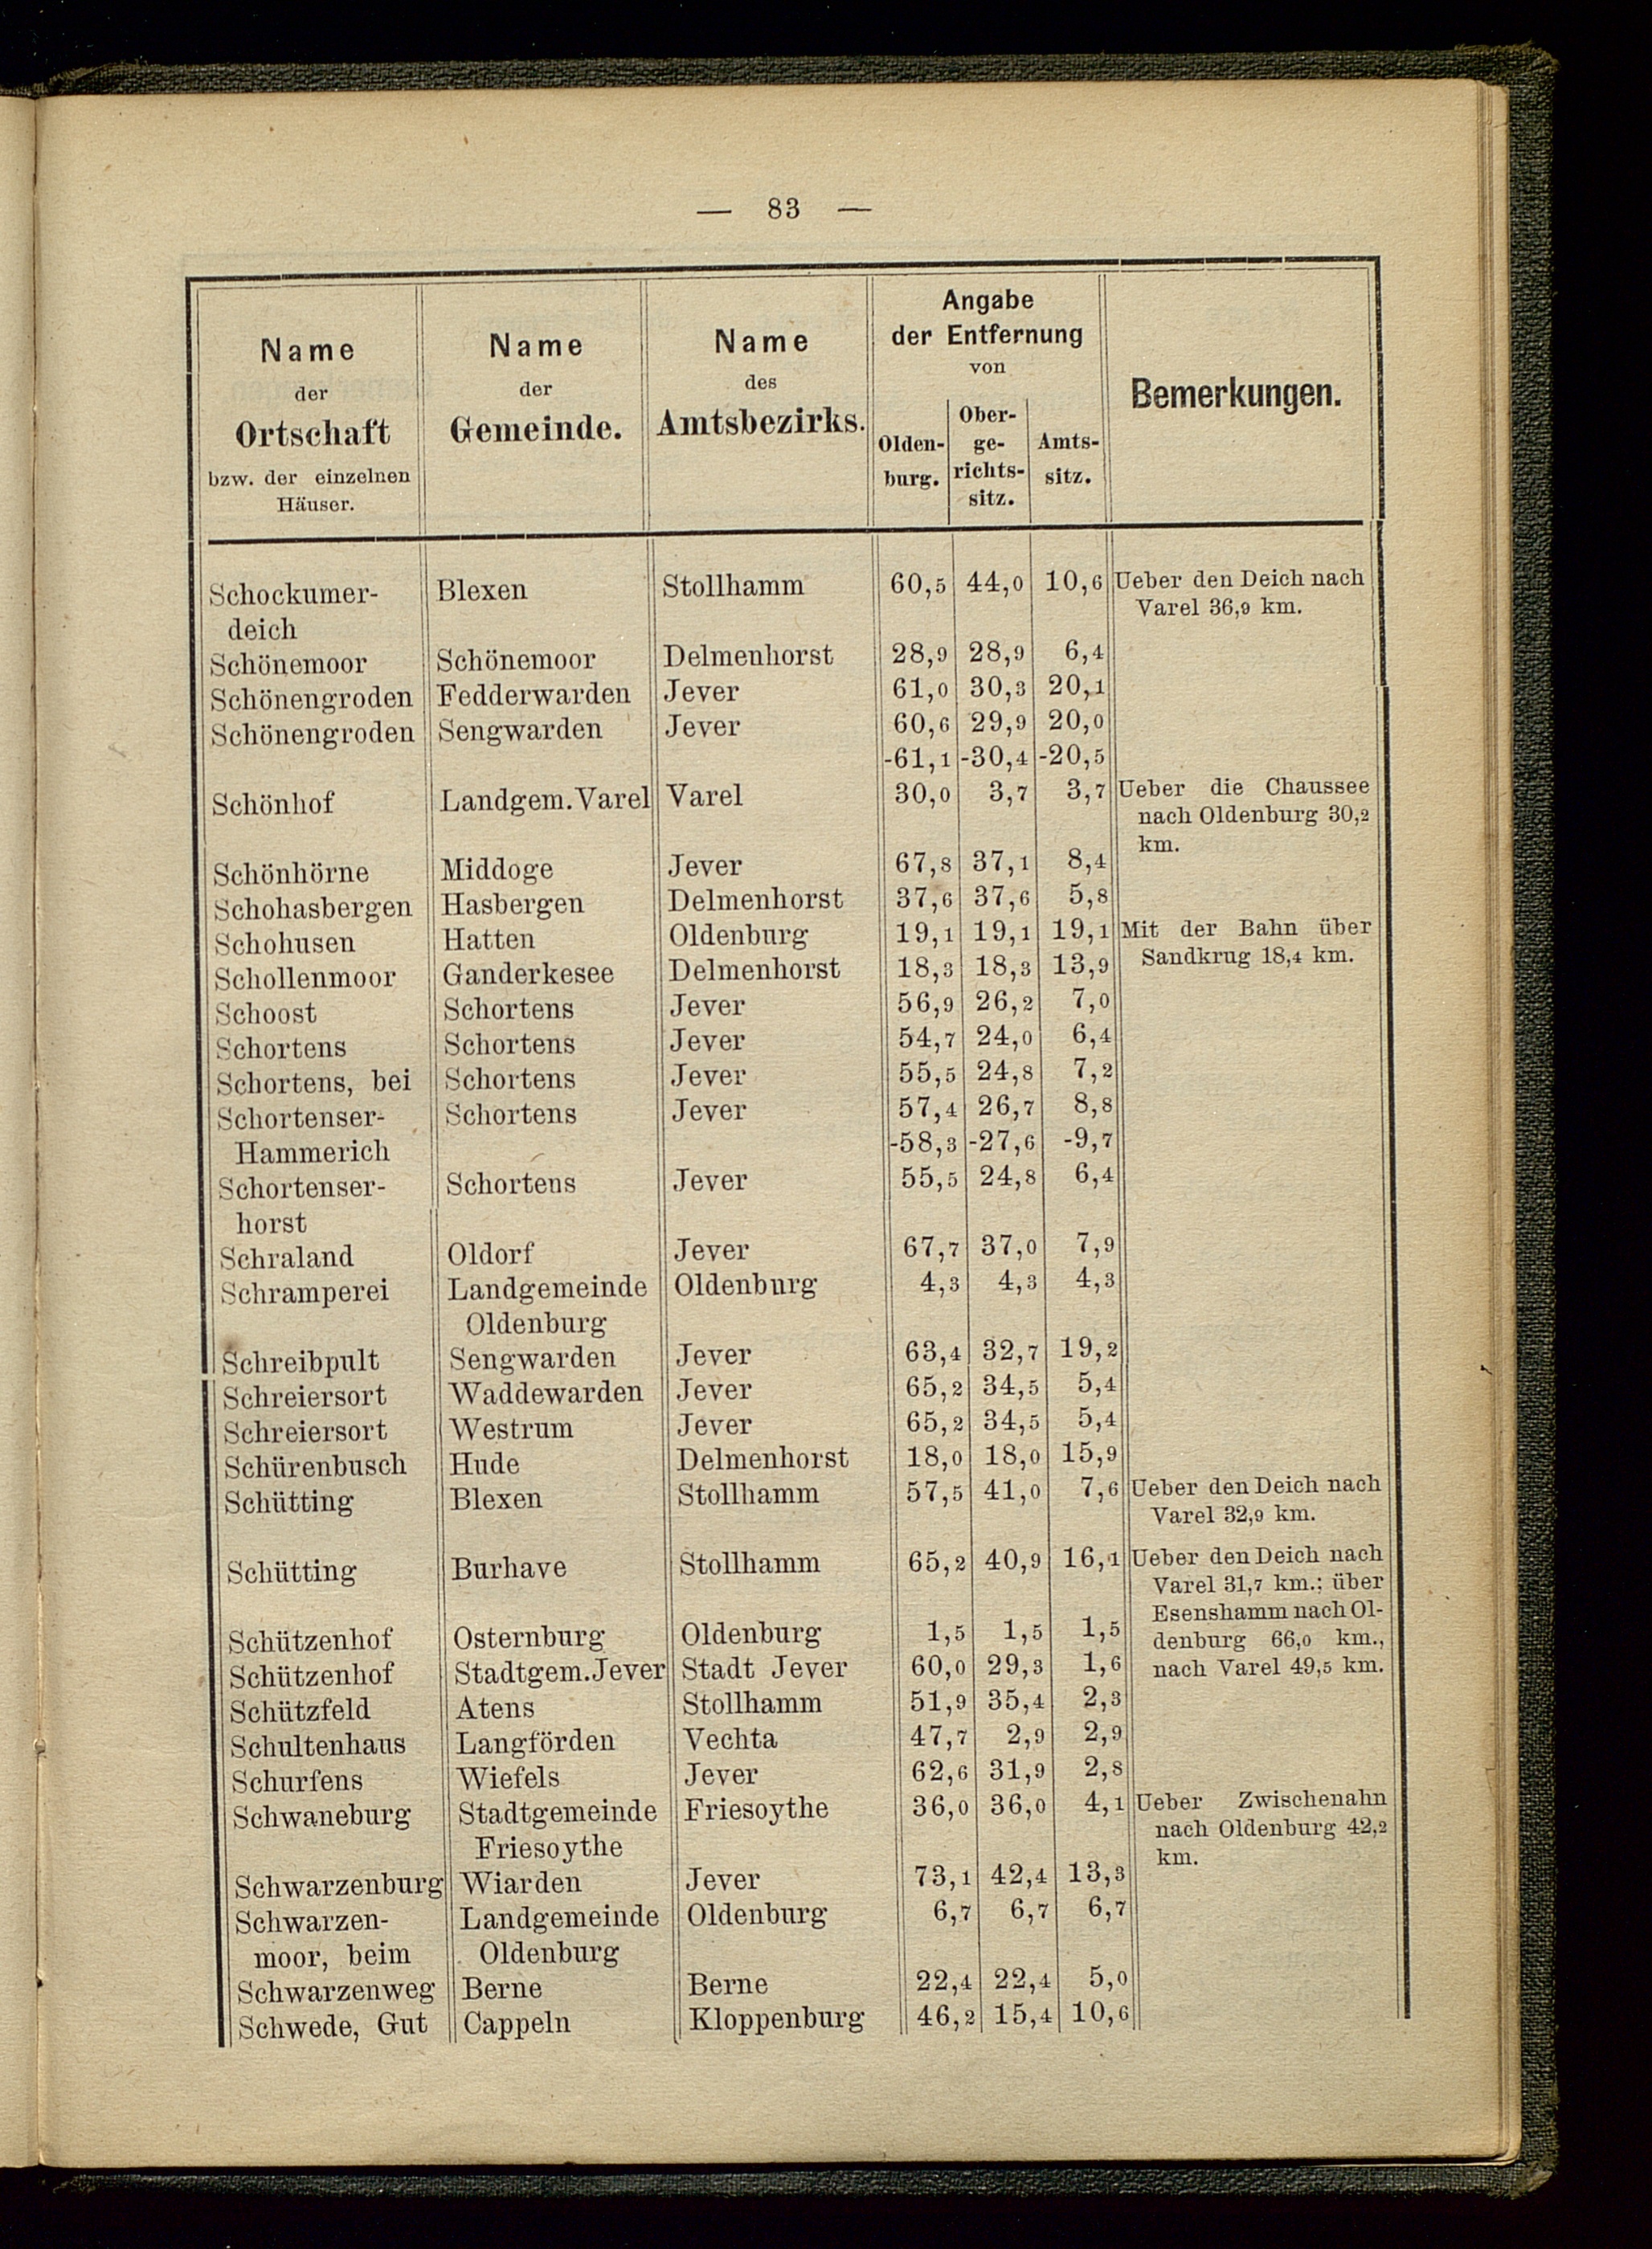 — 83 —
Name der Ortschaft bzw. der einzelnen Häuser. | Name der Gemeinde. | Name des Amtsbezirks. | Angabe der Entfernung von Oldenburg. | Obergerichtssitz. | Amtssitz. | Bemerkungen.
Schockumer- Blexen Stollhamm 60,5 44,0 10,6 Ueber den Deich nach
deich Varel 36,9 km.
Schönemoor Schönemoor Delmenhorst 28,9 28,9 6,4
Schönengroden Fedderwarden Jever 61,0 30,3 20,1
Schönengroden Sengwarden Jever 60,6 29,9 20,0
-61,1 -30,4 -20,5
Schönhof Landgem. Varel Varel 30,0 3,7 3,7 Ueber die Chaussee
nach Oldenburg 30,2
km.
Schönhörne Middoge Jever 67,8 37,1 8,4
Schohasbergen Hasbergen Delmenhorst 37,6 37,6 5,8
Schohusen Hatten Oldenburg 19,1 19,1 19,1 Mit der Bahn über
Sandkrug 18,4 km.
Schollenmoor Ganderkesee Delmenhorst 18,3 18,3 13,9
Schoost Schortens Jever 56,9 26,2 7,0
Schortens Schortens Jever 54,7 24,0 6,4
Schortens, bei Schortens Jever 55,5 24,8 7,2
Schortenser- Schortens Jever 57,4 26,7 8,8
Hammerich -58,3 -27,6 -9,7
Schortenser- Schortens Jever 55,5 24,8 6,4
horst
Schraland Oldorf Jever 67,7 37,0 7,9
Schramperei Landgemeinde Oldenburg 4,3 4,3 4,3
Oldenburg
Schreibpult Sengwarden Jever 63,4 32,7 19,2
Schreiersort Waddewarden Jever 65,2 34,5 5,4
Schreiersort Westrum Jever 65,2 34,5 5,4
Schürenbusch Hude Delmenhorst 18,0 18,0 15,9
Schütting Blexen Stollhamm 57,5 41,0 7,6 Ueber den Deich nach
Varel 32,9 km.
Schütting Burhave Stollhamm 65,2 40,9 16,1 Ueber den Deich nach
Varel 31,7 km.; über
Esenshamm nach Ol-
denburg 66,0 km.,
nach Varel 49,5 km.
Schützenhof Osternburg Oldenburg 1,5 1,5 1,5
Schützenhof Stadtgem. Jever Stadt Jever 60,0 29,3 1,6
Schützfeld Atens Stollhamm 51,9 35,4 2,3
Schultenhaus Langförden Vechta 47,7 2,9 2,9
Schurfens Wiefels Jever 62,6 31,9 2,8
Schwaneburg Stadtgemeinde Friesoythe 36,0 36,0 4,1 Ueber Zwischenahn
Friesoythe nach Oldenburg 42,2
km.
Schwarzenburg Wiarden Jever 73,1 42,4 13,3
Schwarzen- Landgemeinde Oldenburg 6,7 6,7 6,7
moor, beim Oldenburg
Schwarzenweg Berne Berne 22,4 22,4 5,0
Schwede, Gut Cappeln Kloppenburg 46,2 15,4 10,6